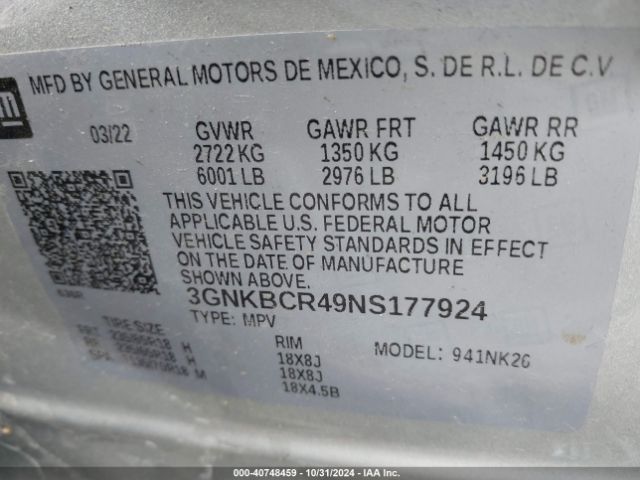 MFD BY GENERAL MOTORS DE MEXICO, S. DE R.L. DE C.V
03/22 GVWR GAWR FRT GAWR RR
2722 KG 1350 KG 1450 KG
6001 LB 2976 LB 3196 LB
THIS VEHICLE CONFORMS TO ALL
APPLICABLE U.S. FEDERAL MOTOR
VEHICLE SAFETY STANDARDS IN EFFECT
ON THE DATE OF MANUFACTURE
SHOWN ABOVE.
3GNKBCR49NS177924
TYPE: MPV
TIRE SIZE RIM MODEL: 941NK26
H 18X8J
H 18X8J
M 18X4.5B
000-40748459 - 10/31/2024 - IAA Inc.